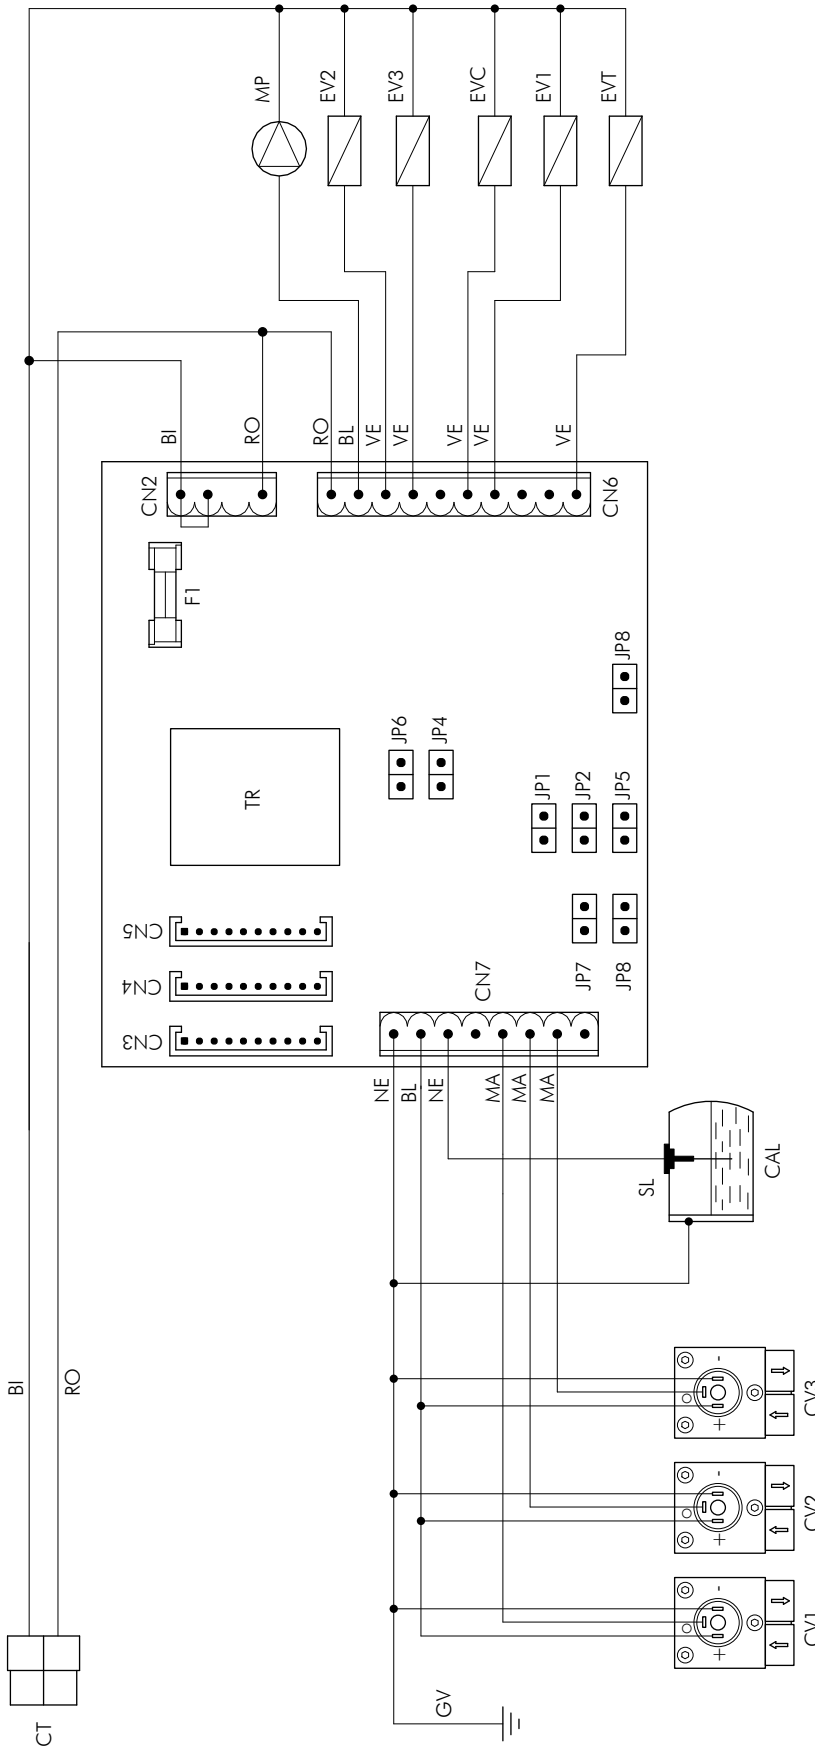 MP
EV2
EV3
EVC
EV1
EVT
BI
RO
RO
BL
VE
VE
VE
VE
VE
CN2
CN6
F1
JP8
JP6
JP4
TR
JP1
JP2
JP5
CN5
CN4
CN3
CN7
JP7
JP8
NE
BL
NE
MA
MA
MA
SL
CAL
BI
RO
- +
CV3
- +
CV2
- +
CV1
GV
CT